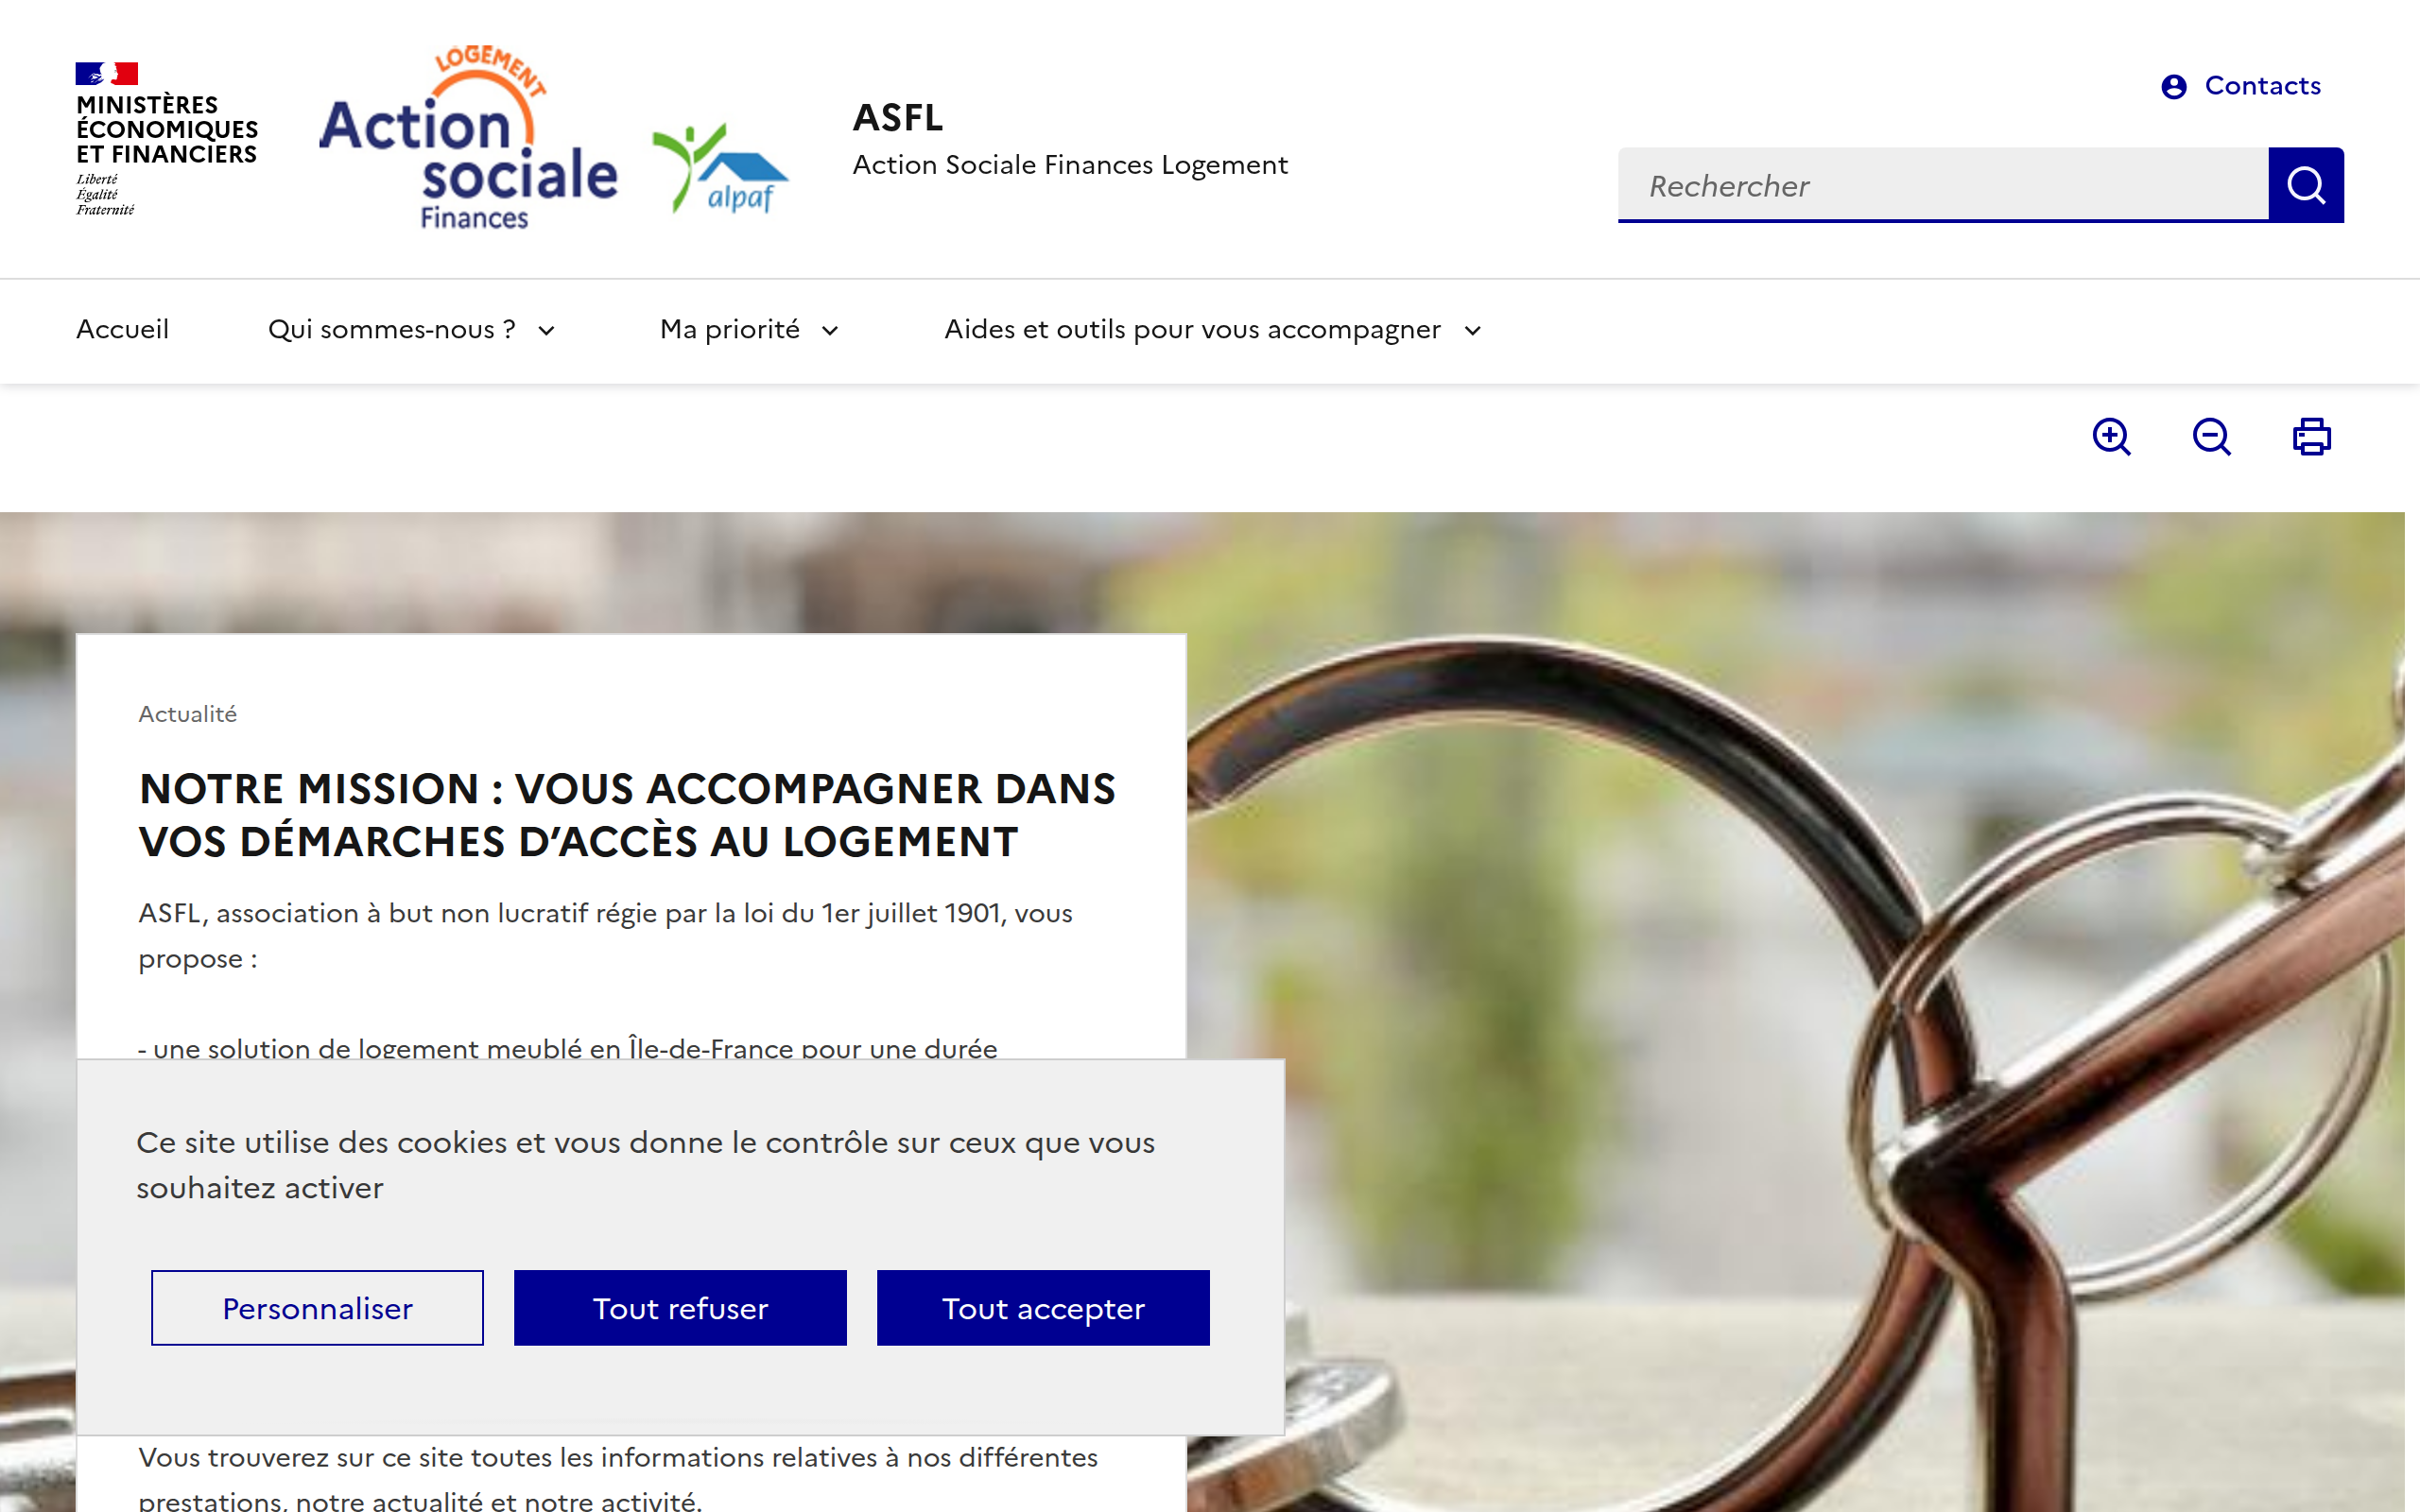 MINISTÈRES
ÉCONOMIQUES
ET FINANCIERS
Liberté
Égalité
Fraternité
LOGEMENT
Action
sociale
Finances
alpaf
ASFL
Action Sociale Finances Logement
Contacts
Rechercher
Accueil
Qui sommes-nous ?
Ma priorité
Aides et outils pour vous accompagner
Actualité
NOTRE MISSION : VOUS ACCOMPAGNER DANS
VOS DÉMARCHES D’ACCÈS AU LOGEMENT
ASFL, association à but non lucratif régie par la loi du 1er juillet 1901, vous
propose :
- une solution de logement meublé en Île-de-France pour une durée
Ce site utilise des cookies et vous donne le contrôle sur ceux que vous
souhaitez activer
Personnaliser
Tout refuser
Tout accepter
Vous trouverez sur ce site toutes les informations relatives à nos différentes
prestations, notre actualité et notre activité.